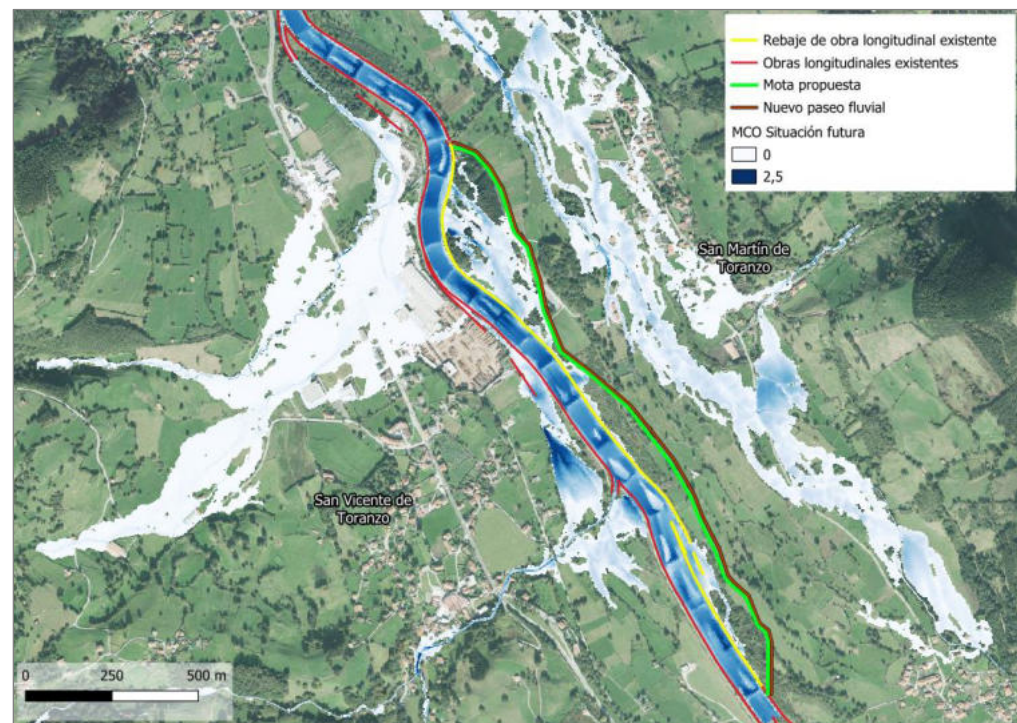 Rebaje de obra longitudinal existente
Obras longitudinales existentes
Mota propuesta
Nuevo paseo fluvial
MCO Situación futura
0
2,5
San Martín de
Toranzo
San Vicente de
Toranzo
0 250 500 m